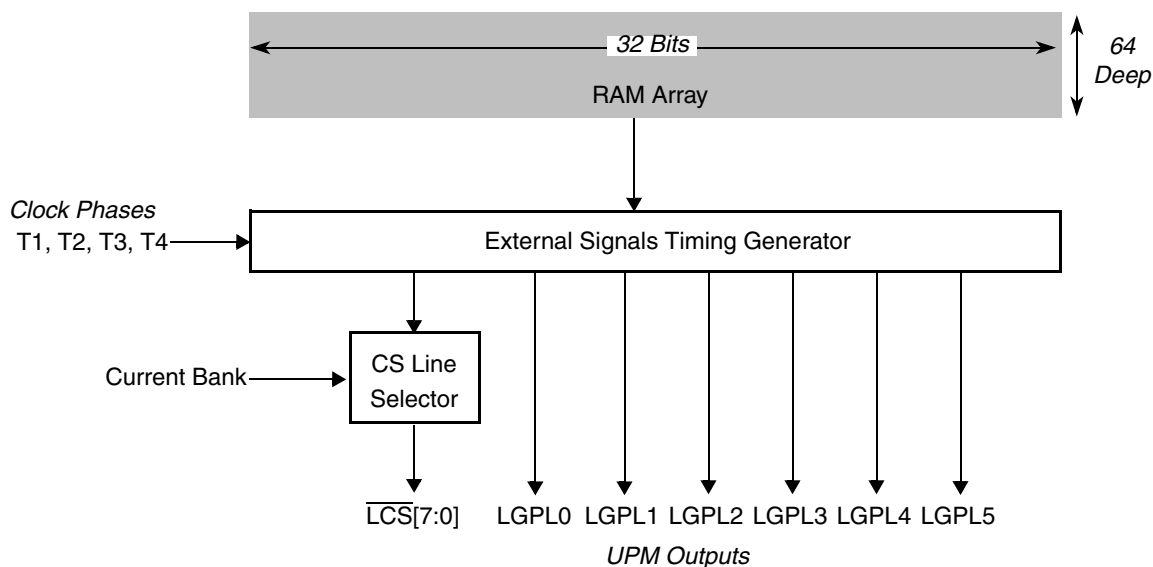 32 Bits
64
Deep
RAM Array
Clock Phases
T1, T2, T3, T4
External Signals Timing Generator
Current Bank
CS Line
Selector
L̅C̅S̅[7:0]
LGPL0 LGPL1 LGPL2 LGPL3 LGPL4 LGPL5
UPM Outputs